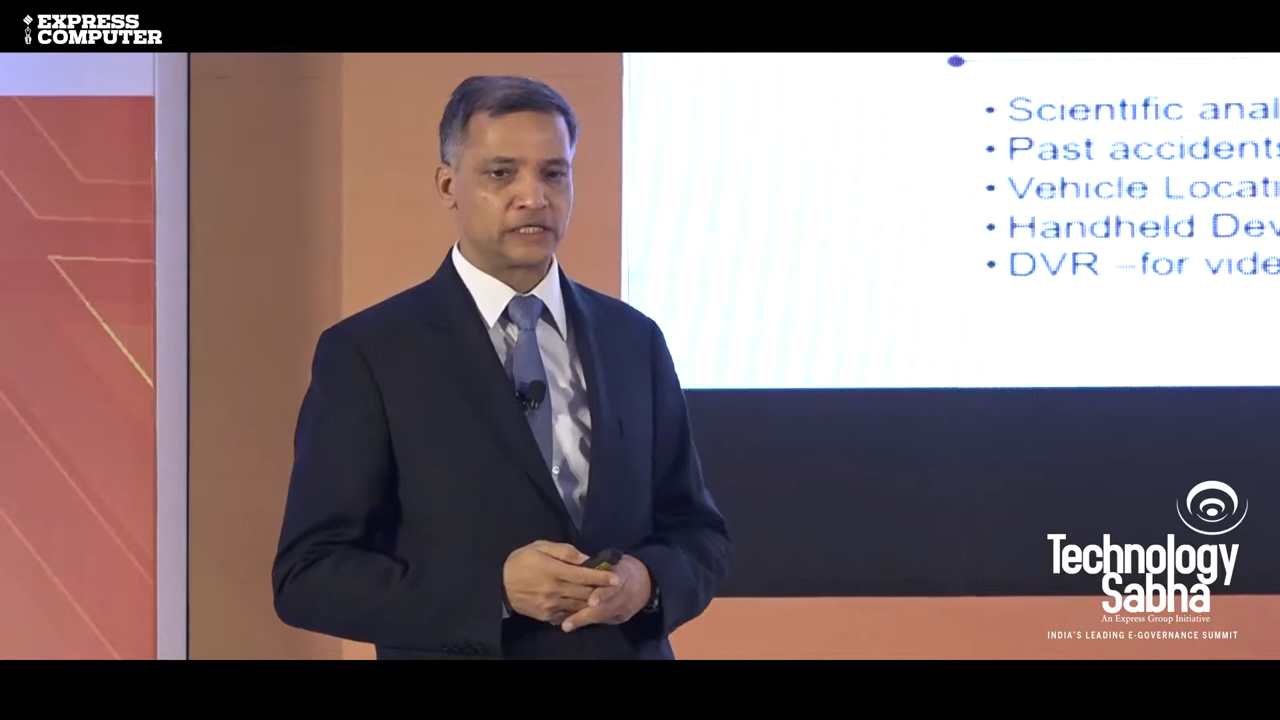 EXPRESS
COMPUTER
• Scientific anal
• Past accidents
• Vehicle Locati
• Handheld Dev
• DVR –for vide
Technology
Sabha
An Express Group Initiative
INDIA'S LEADING E-GOVERNANCE SUMMIT